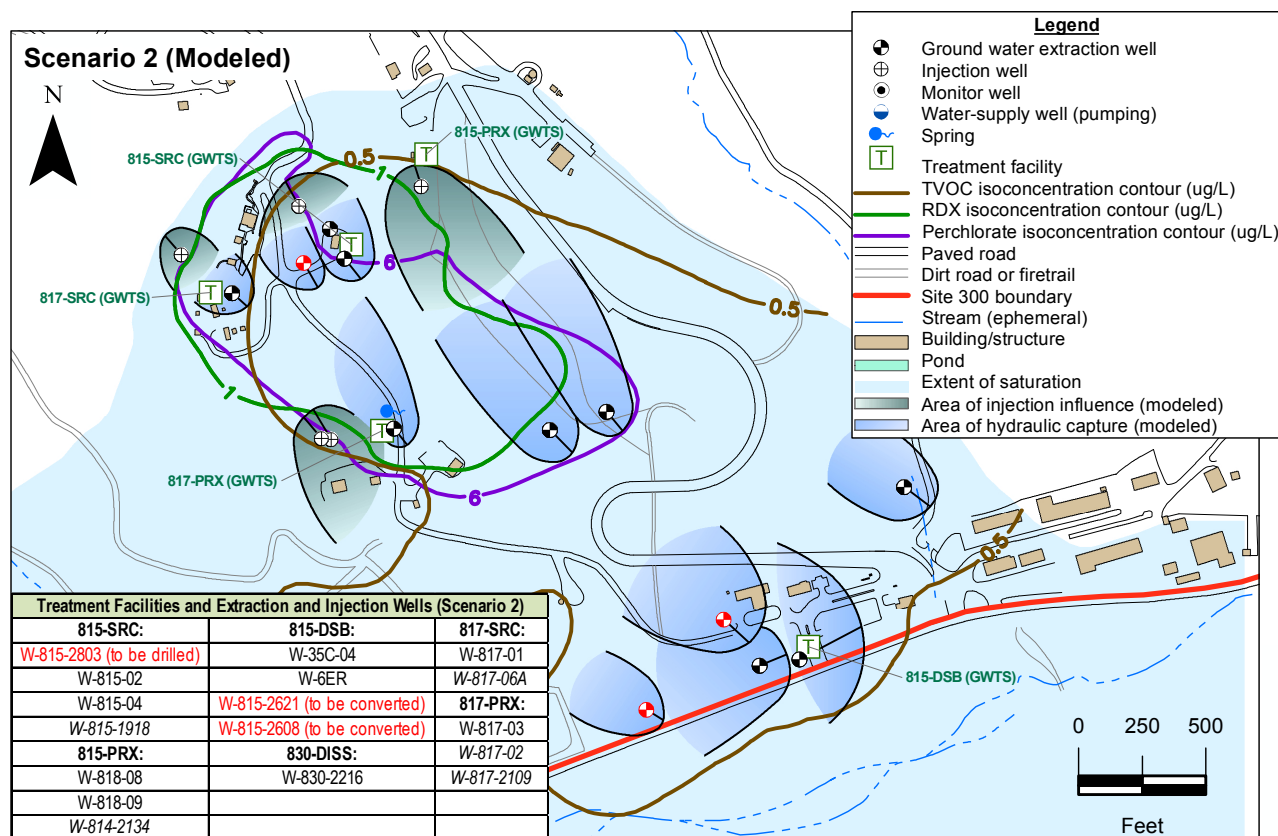 Scenario 2 (Modeled)
N
815-SRC (GWTS)
815-PRX (GWTS)
817-SRC (GWTS)
817-PRX (GWTS)
815-DSB (GWTS)
0.5
1
6
0.5
1
6
0.5
Legend
Ground water extraction well
Injection well
Monitor well
Water-supply well (pumping)
Spring
T Treatment facility
TVOC isoconcentration contour (ug/L)
RDX isoconcentration contour (ug/L)
Perchlorate isoconcentration contour (ug/L)
Paved road
Dirt road or firetrail
Site 300 boundary
Stream (ephemeral)
Building/structure
Pond
Extent of saturation
Area of injection influence (modeled)
Area of hydraulic capture (modeled)
T
T
T
T
T
Treatment Facilities and Extraction and Injection Wells (Scenario 2)
815-SRC: 815-DSB: 817-SRC:
W-815-2803 (to be drilled) W-35C-04 W-817-01
W-815-02 W-6ER W-817-06A
W-815-04 W-815-2621 (to be converted) 817-PRX:
W-815-1918 W-815-2608 (to be converted) W-817-03
815-PRX: 830-DISS: W-817-02
W-818-08 W-830-2216 W-817-2109
W-818-09
W-814-2134
0 250 500
Feet